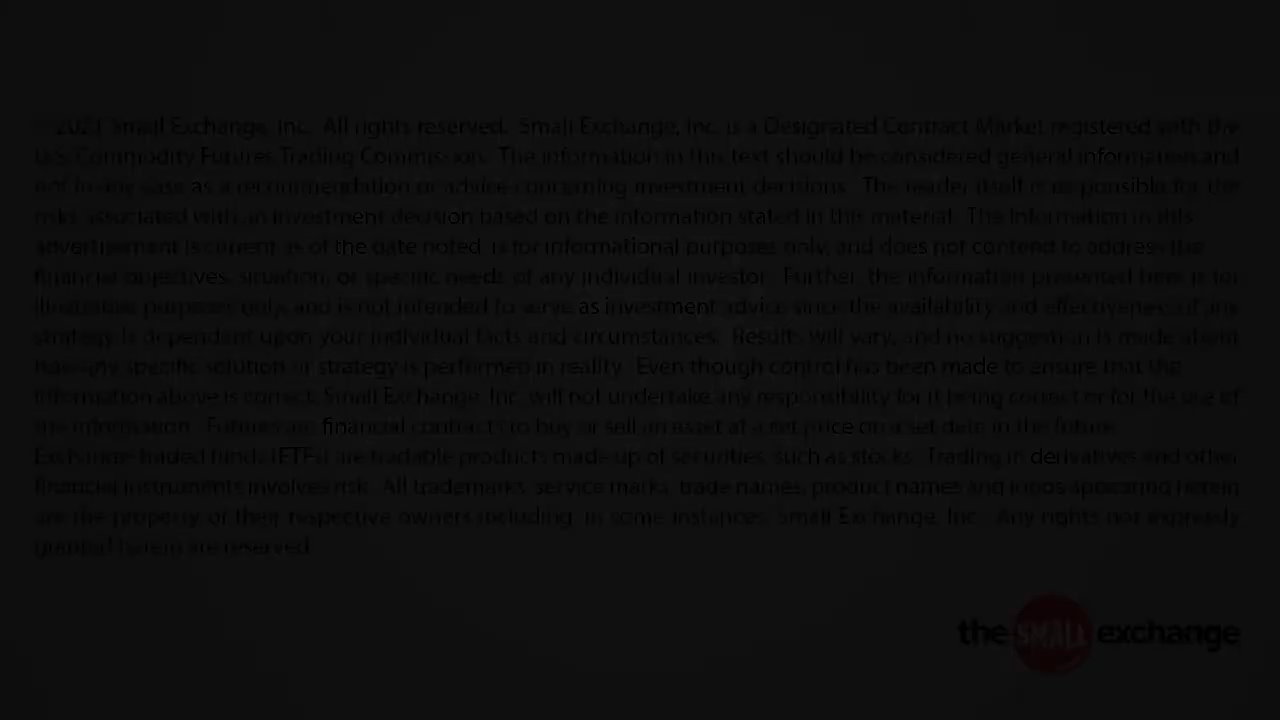 © 2021 Small Exchange, Inc. All rights reserved. Small Exchange, Inc. is a Designated Contract Market registered with the
U.S. Commodity Futures Trading Commission. The information in this text should be considered general information and
not in any case as a recommendation or advice concerning investment decisions. The reader itself is responsible for the
risks associated with an investment decision based on the information stated in this material. The information in this
advertisement is current as of the date noted, is for informational purposes only, and does not contend to address the
financial objectives, situation, or specific needs of any individual investor. Further, the information presented here is for
illustrative purposes only and is not intended to serve as investment advice since the availability and effectiveness of any
strategy is dependent upon your individual facts and circumstances. Results will vary, and no suggestion is made about
how any specific solution or strategy is performed in reality. Even though control has been made to ensure that the
information above is correct, Small Exchange, Inc. will not undertake any responsibility for it being correct or for the use of
the information. Futures are financial contracts to buy or sell an asset at a set price on a set date in the future.
Exchange traded funds (ETFs) are tradable products made up of securities, such as stocks. Trading in derivatives and other
financial instruments involves risk. All trademarks, service marks, trade names, product names and logos appearing herein
are the property of their respective owners including, in some instances, Small Exchange, Inc. Any rights not expressly
granted herein are reserved.
the SMALL exchange